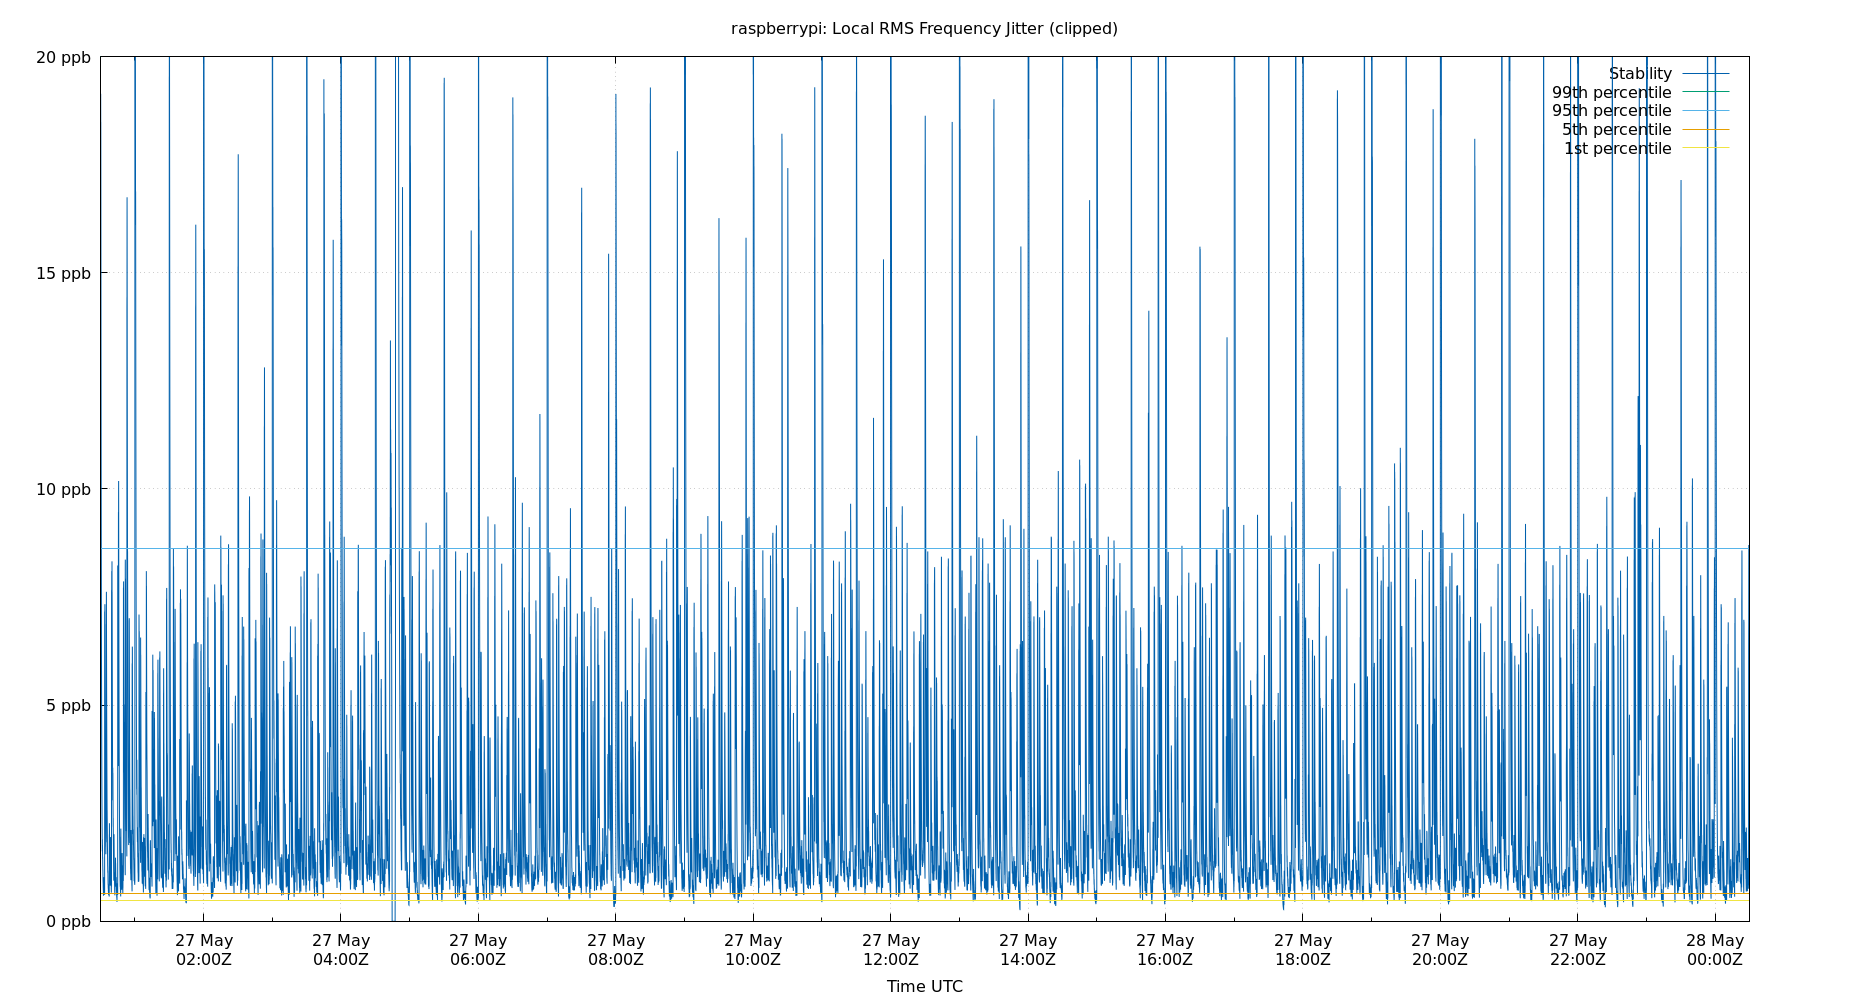 raspberrypi: Local RMS Frequency Jitter (clipped)
20 ppb
15 ppb
10 ppb
5 ppb
0 ppb
Stability
99th percentile
95th percentile
5th percentile
1st percentile
27 May 27 May 27 May 27 May 27 May 27 May 27 May 27 May 27 May 27 May 27 May 28 May
02:00Z 04:00Z 06:00Z 08:00Z 10:00Z 12:00Z 14:00Z 16:00Z 18:00Z 20:00Z 22:00Z 00:00Z
Time UTC